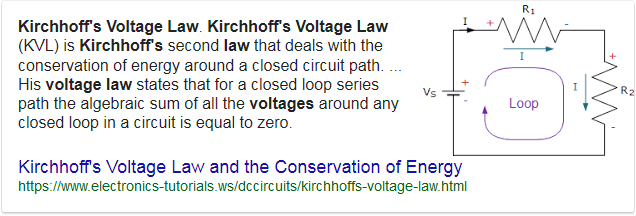 Kirchhoff's Voltage Law. Kirchhoff's Voltage Law
(KVL) is Kirchhoff's second law that deals with the
conservation of energy around a closed circuit path. ...
His voltage law states that for a closed loop series
path the algebraic sum of all the voltages around any
closed loop in a circuit is equal to zero.
Kirchhoff's Voltage Law and the Conservation of Energy
https://www.electronics-tutorials.ws/dccircuits/kirchhoffs-voltage-law.html
R1
I + -
I
+
Vs + I R2
Loop
-
-